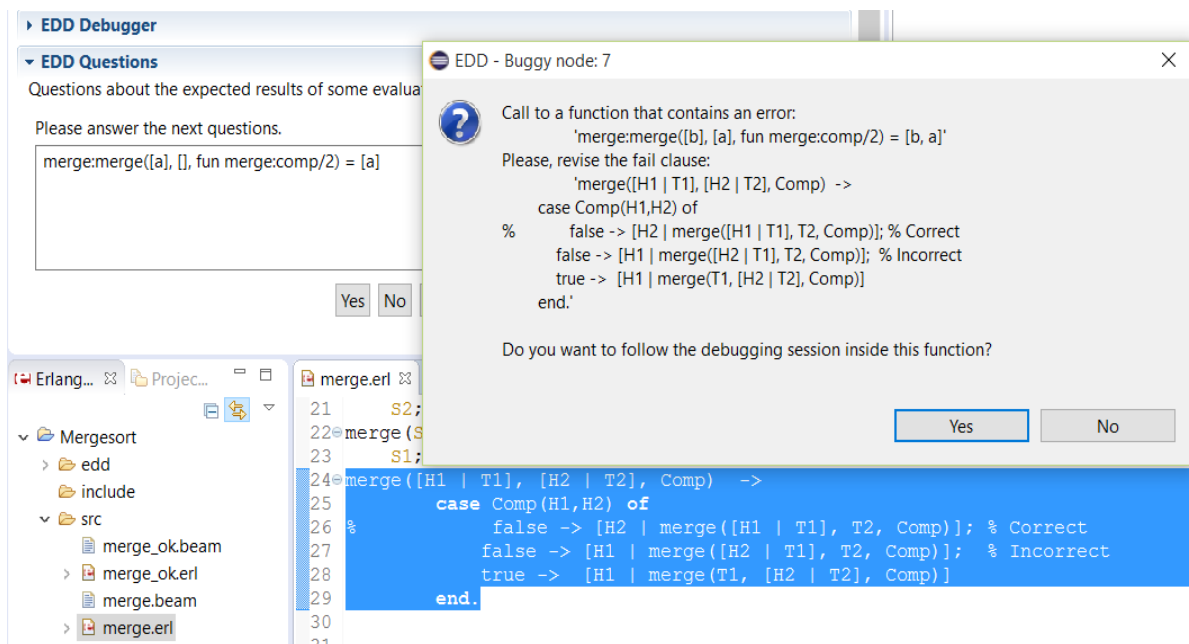 EDD Debugger
EDD Questions
Questions about the expected results of some evalua
Please answer the next questions.
merge:merge([a], [], fun merge:comp/2) = [a]
Yes No
EDD - Buggy node: 7
Call to a function that contains an error:
'merge:merge([b], [a], fun merge:comp/2) = [b, a]'
Please, revise the fail clause:
'merge([H1 | T1], [H2 | T2], Comp) ->
case Comp(H1,H2) of
% false -> [H2 | merge([H1 | T1], T2, Comp)]; % Correct
false -> [H1 | merge([H2 | T1], T2, Comp)]; % Incorrect
true -> [H1 | merge(T1, [H2 | T2], Comp)]
end.'
Do you want to follow the debugging session inside this function?
Yes No
Erlang... Projec...
Mergesort
edd
include
src
merge_ok.beam
merge_ok.erl
merge.beam
merge.erl
merge.erl
21 S2;
22 merge(S
23 S1;
24 merge([H1 | T1], [H2 | T2], Comp) ->
25 case Comp(H1,H2) of
26 % false -> [H2 | merge([H1 | T1], T2, Comp)]; % Correct
27 false -> [H1 | merge([H2 | T1], T2, Comp)]; % Incorrect
28 true -> [H1 | merge(T1, [H2 | T2], Comp)]
29 end.
30
31